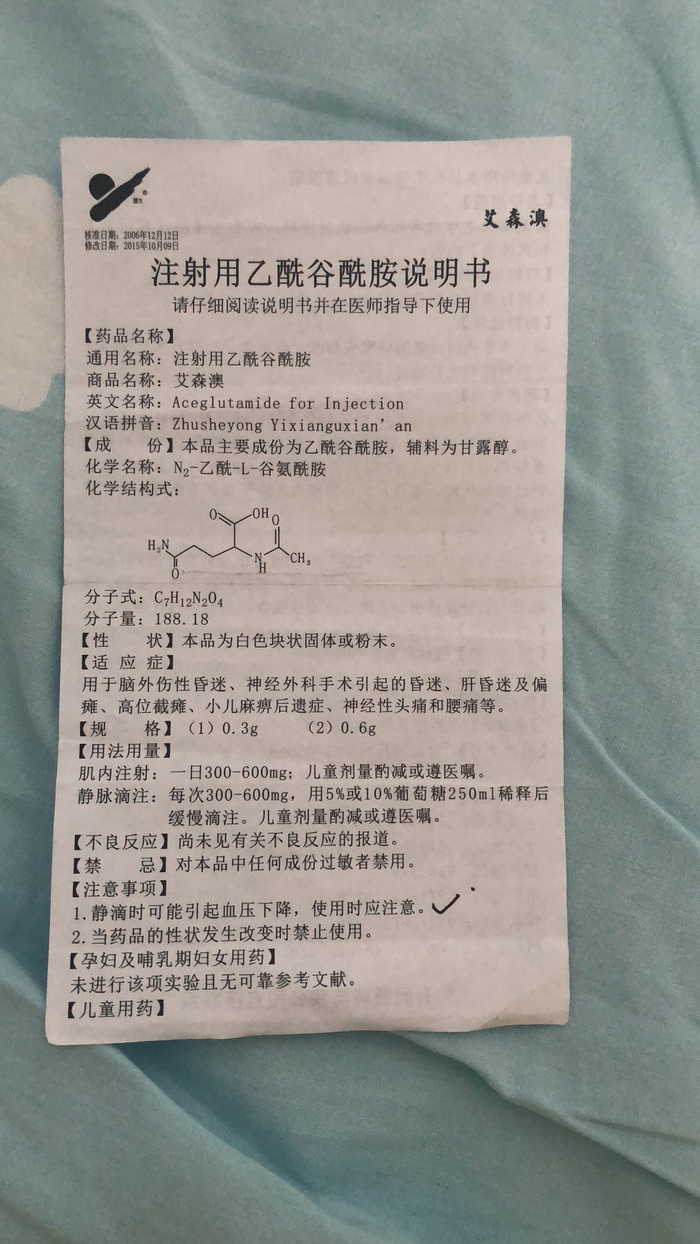 艾森澳
核准日期：2006年12月12日
修改日期：2015年10月09日
注射用乙酰谷酰胺说明书
请仔细阅读说明书并在医师指导下使用
【药品名称】
通用名称：注射用乙酰谷酰胺
商品名称：艾森澳
英文名称：Aceglutamide for Injection
汉语拼音：Zhusheyong Yixianguxian'an
【成　　份】本品主要成份为乙酰谷酰胺，辅料为甘露醇。
化学名称：N₂-乙酰-L-谷氨酰胺
化学结构式：
O OH O
H₂N N CH₃
O H
分子式：C₇H₁₂N₂O₄
分子量：188.18
【性　　状】本品为白色块状固体或粉末。
【适 应 症】
用于脑外伤性昏迷、神经外科手术引起的昏迷、肝昏迷及偏
瘫、高位截瘫、小儿麻痹后遗症、神经性头痛和腰痛等。
【规　　格】（1）0.3g　（2）0.6g
【用法用量】
肌内注射：一日300-600mg；儿童剂量酌减或遵医嘱。
静脉滴注：每次300-600mg，用5%或10%葡萄糖250ml稀释后
缓慢滴注。儿童剂量酌减或遵医嘱。
【不良反应】尚未见有关不良反应的报道。
【禁　　忌】对本品中任何成份过敏者禁用。
【注意事项】
1.静滴时可能引起血压下降，使用时应注意。
2.当药品的性状发生改变时禁止使用。
【孕妇及哺乳期妇女用药】
未进行该项实验且无可靠参考文献。
【儿童用药】